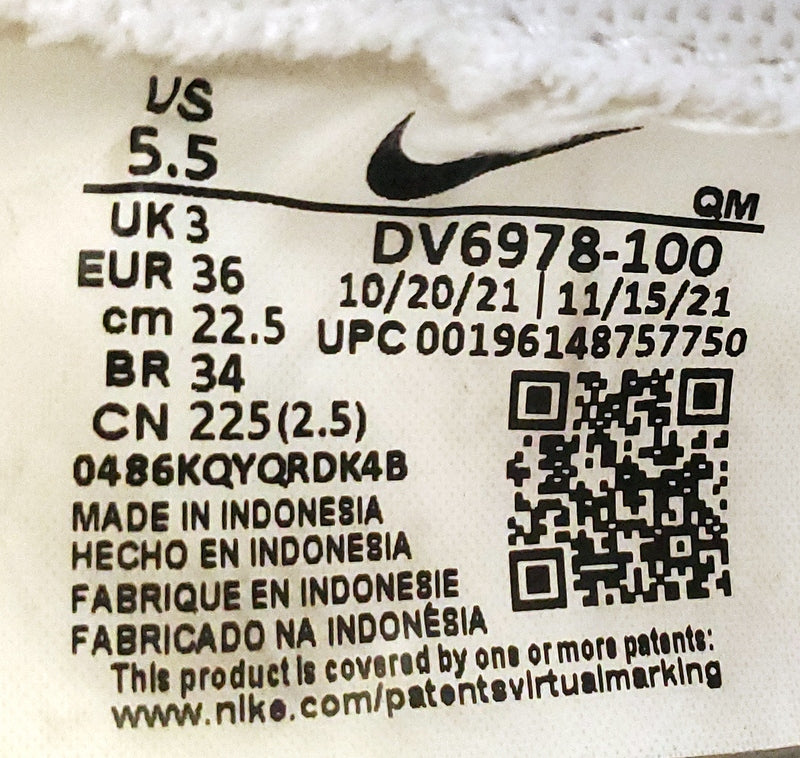 US
5.5
QM
UK 3
EUR 36
cm 22.5
BR 34
CN 225(2.5)
DV6978-100
10/20/21 | 11/15/21
UPC 00196148757750
0486KQYQRDK4B
MADE IN INDONESIA
HECHO EN INDONESIA
FABRIQUE EN INDONESIE
FABRICADO NA INDONÉSIA
This product is covered by one or more patents:
www.nike.com/patentsvirtualmarking